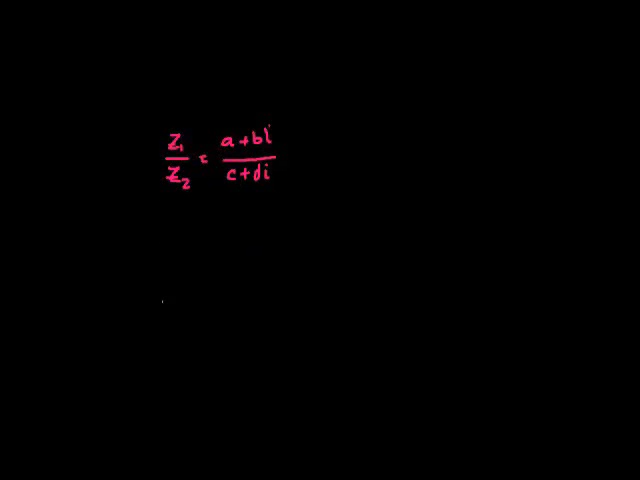 z₁/z₂ = a+bi/c+di